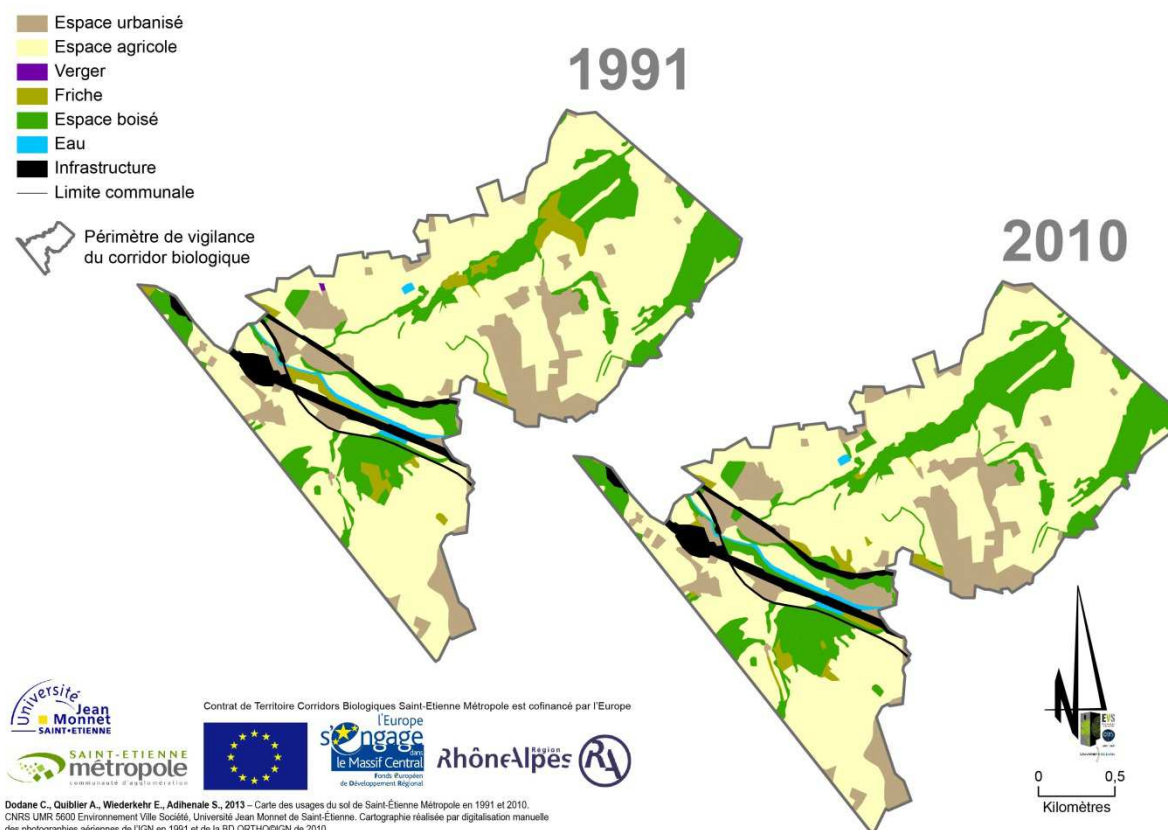 Espace urbanisé
Espace agricole
Verger
Friche
Espace boisé
Eau
Infrastructure
Limite communale
Périmètre de vigilance
du corridor biologique
1991
2010
Université
Jean
Monnet
SAINT-ETIENNE
SAINT-ETIENNE
métropole
communauté d'agglomération
Contrat de Territoire Corridors Biologiques Saint-Etienne Métropole est cofinancé par l'Europe
l'Europe
s'engage
dans
le Massif Central
Fonds Européen
de Développement Régional
RhôneAlpes Région
RA
N
EVS
0 0,5
Kilomètres
Dodane C., Quiblier A., Wiederkehr E., Adihenale S., 2013 – Carte des usages du sol de Saint-Étienne Métropole en 1991 et 2010.
CNRS UMR 5600 Environnement Ville Société, Université Jean Monnet de Saint-Etienne. Cartographie réalisée par digitalisation manuelle
des photographies aériennes de l'IGN en 1991 et de la BD ORTHO©IGN de 2010